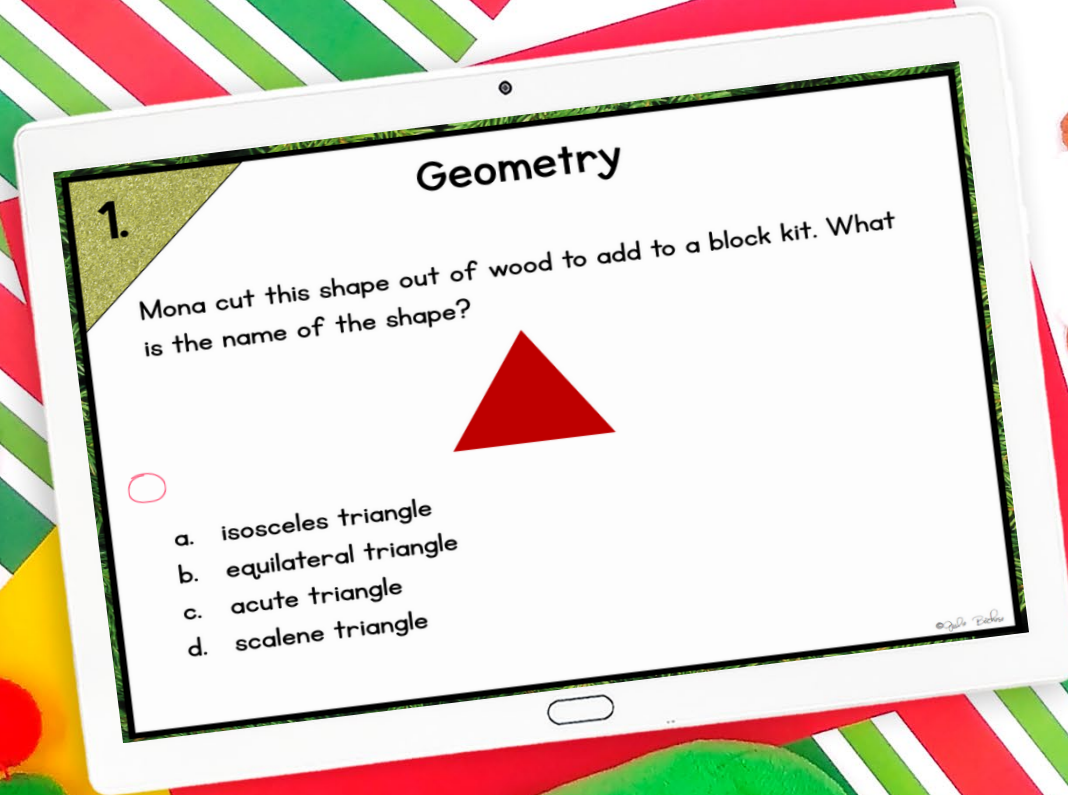 1.
Geometry
Mona cut this shape out of wood to add to a block kit. What
is the name of the shape?
a. isosceles triangle
b. equilateral triangle
c. acute triangle
d. scalene triangle